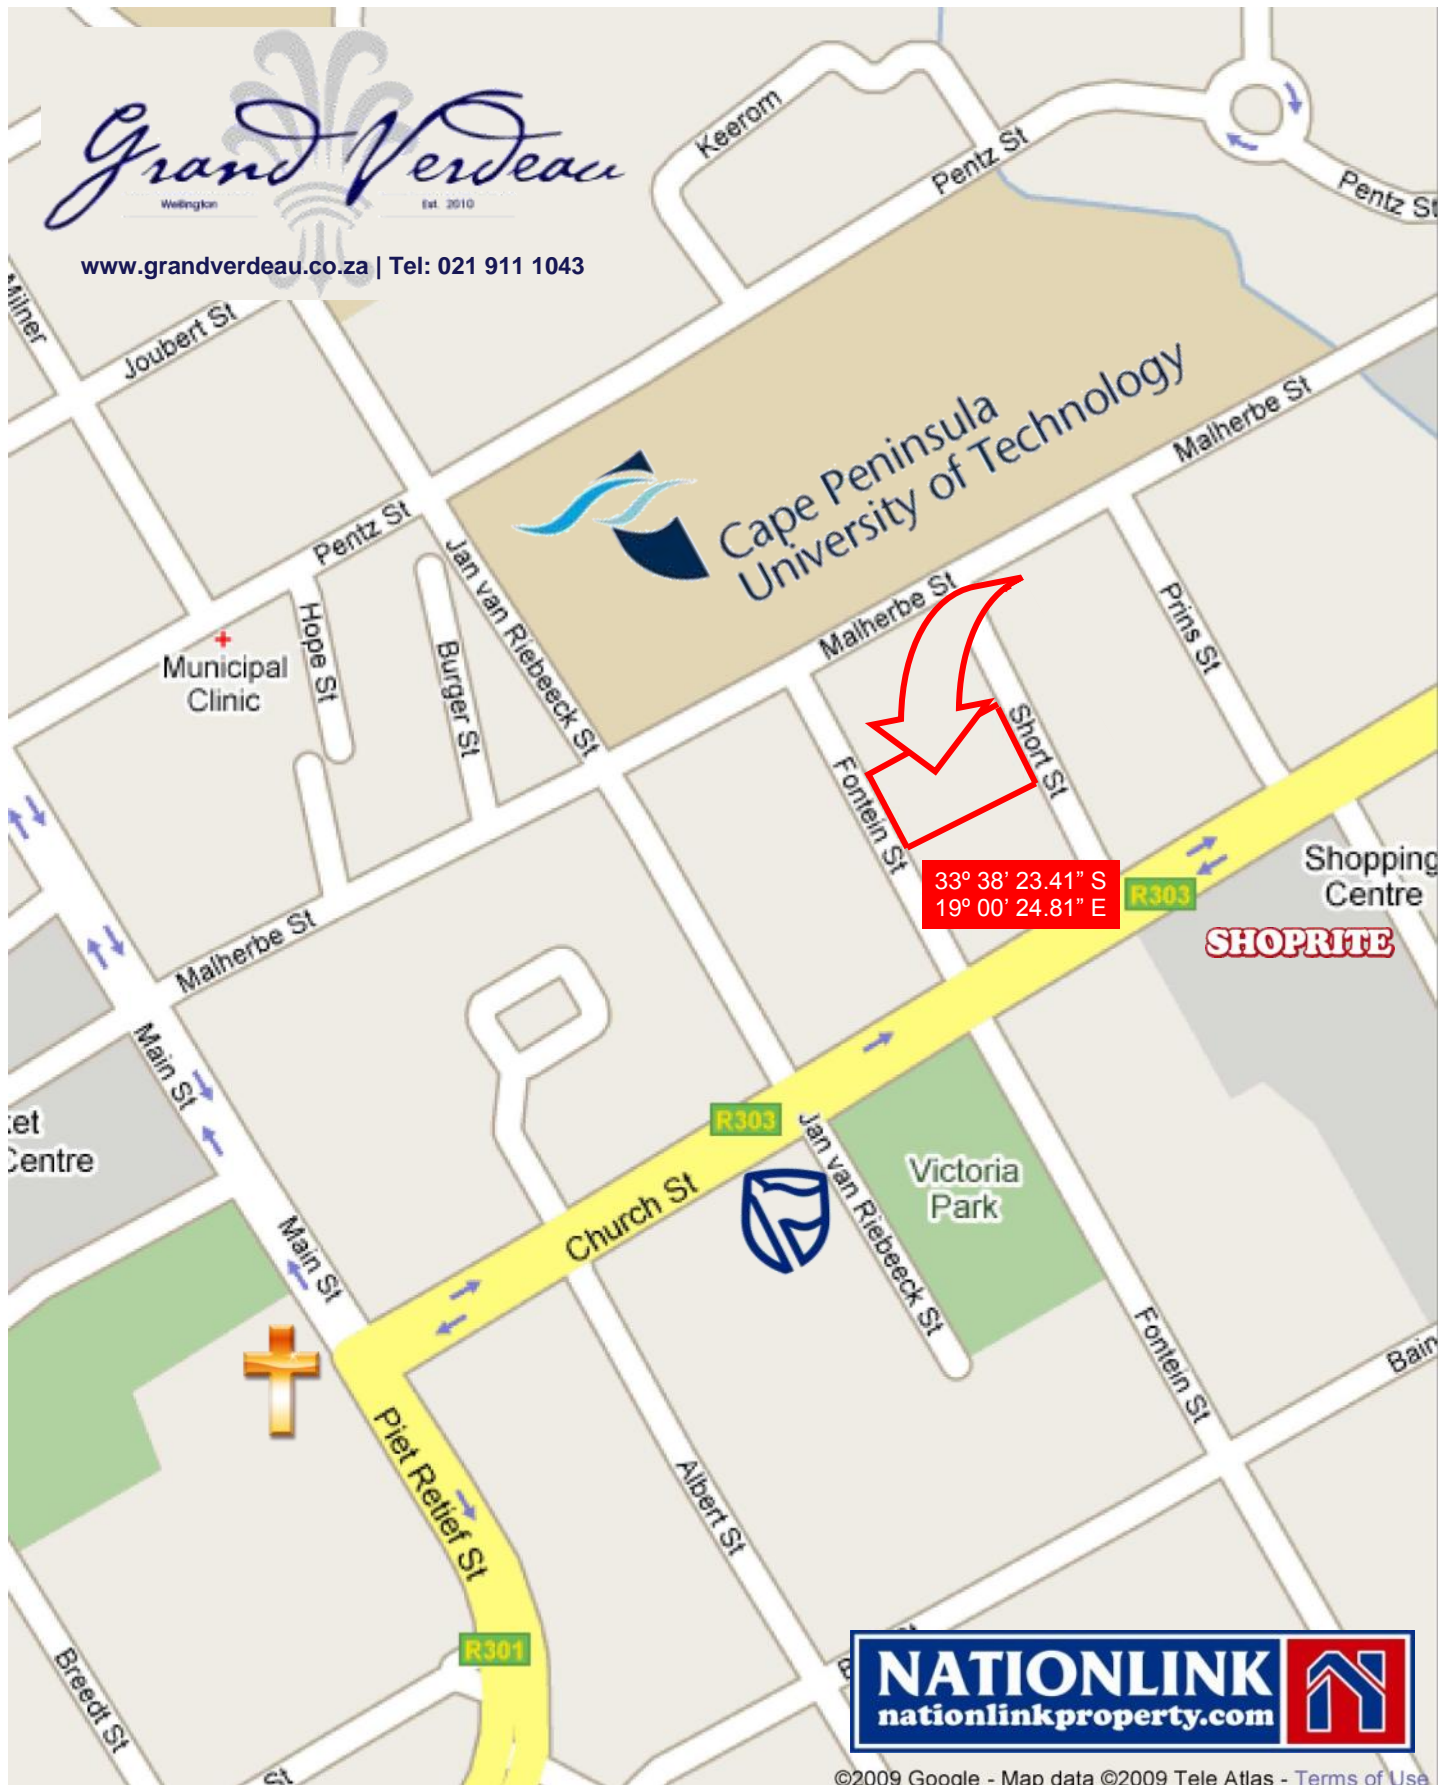 Grand Verdeau
Wellington
Est. 2010
www.grandverdeau.co.za | Tel: 021 911 1043
Keerom
Pentz St
Pentz St
Milner
Joubert St
Cape Peninsula
University of Technology
Malherbe St
Pentz St
Jan van Riebeeck St
Hope St
Burger St
Municipal
Clinic
Malherbe St
Prins St
Short St
Fontein St
33º 38’ 23.41” S
19º 00’ 24.81” E
R303
Shopping
Centre
SHOPRITE
Malherbe St
Main St
et
Centre
R303
Jan van Riebeeck St
Victoria
Park
Church St
Main St
Fontein St
Bain
Piet Retief St
Albert St
R301
Breedt St
NATIONLINK
nationlinkproperty.com
©2009 Google - Map data ©2009 Tele Atlas - Terms of Use